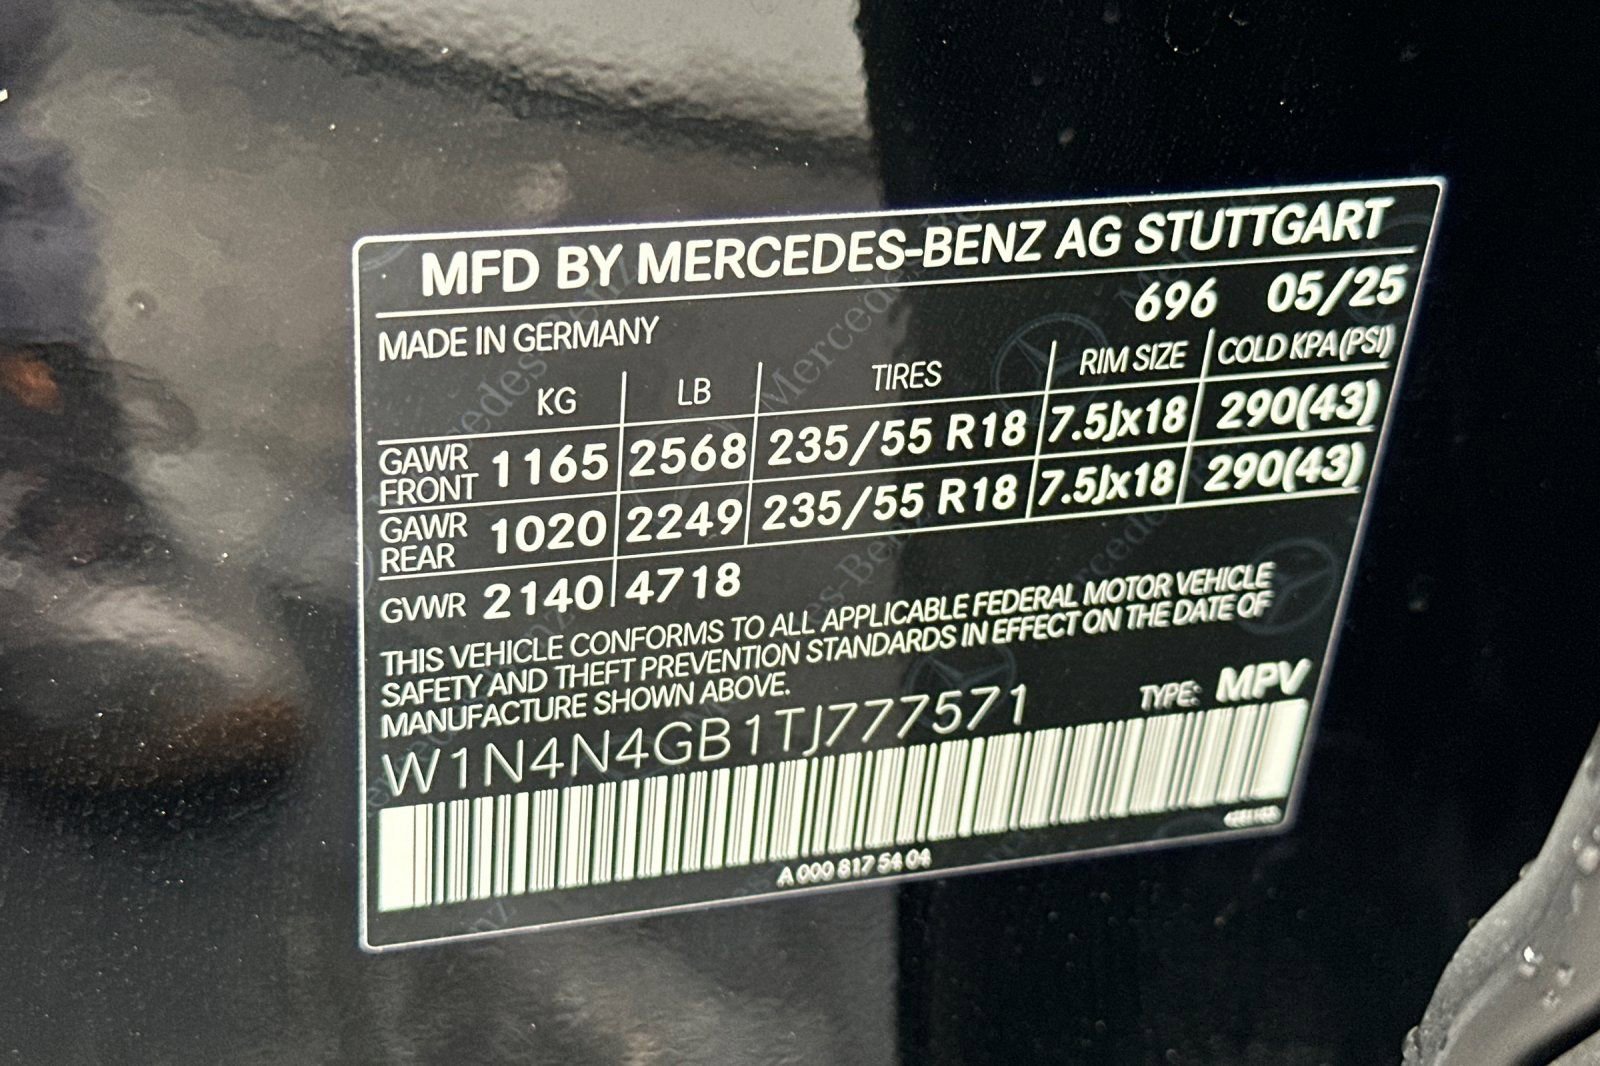 MFD BY MERCEDES-BENZ AG STUTTGART
696 05/25
MADE IN GERMANY
KG LB TIRES RIM SIZE COLD KPA(PSI)
GAWR FRONT 1165 2568 235/55 R18 7.5Jx18 290(43)
GAWR REAR 1020 2249 235/55 R18 7.5Jx18 290(43)
GVWR 2140 4718
THIS VEHICLE CONFORMS TO ALL APPLICABLE FEDERAL MOTOR VEHICLE
SAFETY AND THEFT PREVENTION STANDARDS IN EFFECT ON THE DATE OF
MANUFACTURE SHOWN ABOVE.
W1N4N4GB1TJ777571 TYPE: MPV
A 000 817 54 04